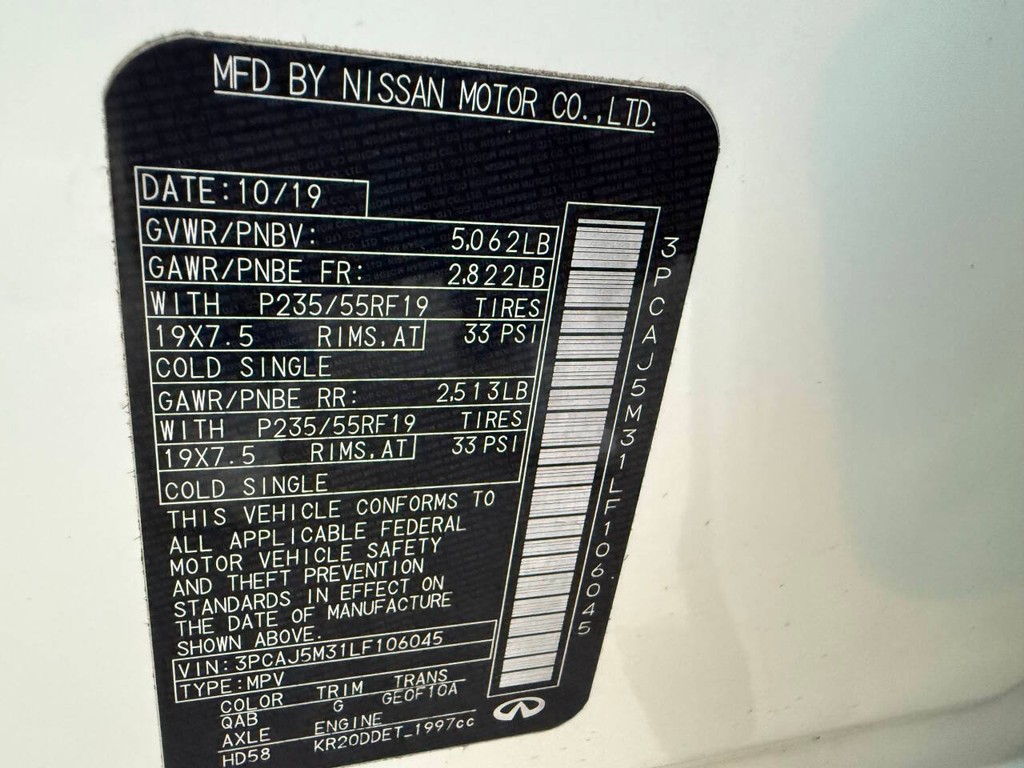 MFD BY NISSAN MOTOR CO.,LTD.
DATE:10/19
GVWR/PNBV: 5,062LB
GAWR/PNBE FR: 2,822LB
WITH P235/55RF19 TIRES
19X7.5 RIMS,AT 33 PSI
COLD SINGLE
GAWR/PNBE RR: 2,513LB
WITH P235/55RF19 TIRES
19X7.5 RIMS,AT 33 PSI
COLD SINGLE
THIS VEHICLE CONFORMS TO
ALL APPLICABLE FEDERAL
MOTOR VEHICLE SAFETY
AND THEFT PREVENTION
STANDARDS IN EFFECT ON
THE DATE OF MANUFACTURE
SHOWN ABOVE.
VIN:3PCAJ5M31LF106045
TYPE:MPV
COLOR TRIM TRANS
QAB G GEOF10A
AXLE ENGINE
HD58 KR20DDET_1997cc
3PCAJ5M31LF106045